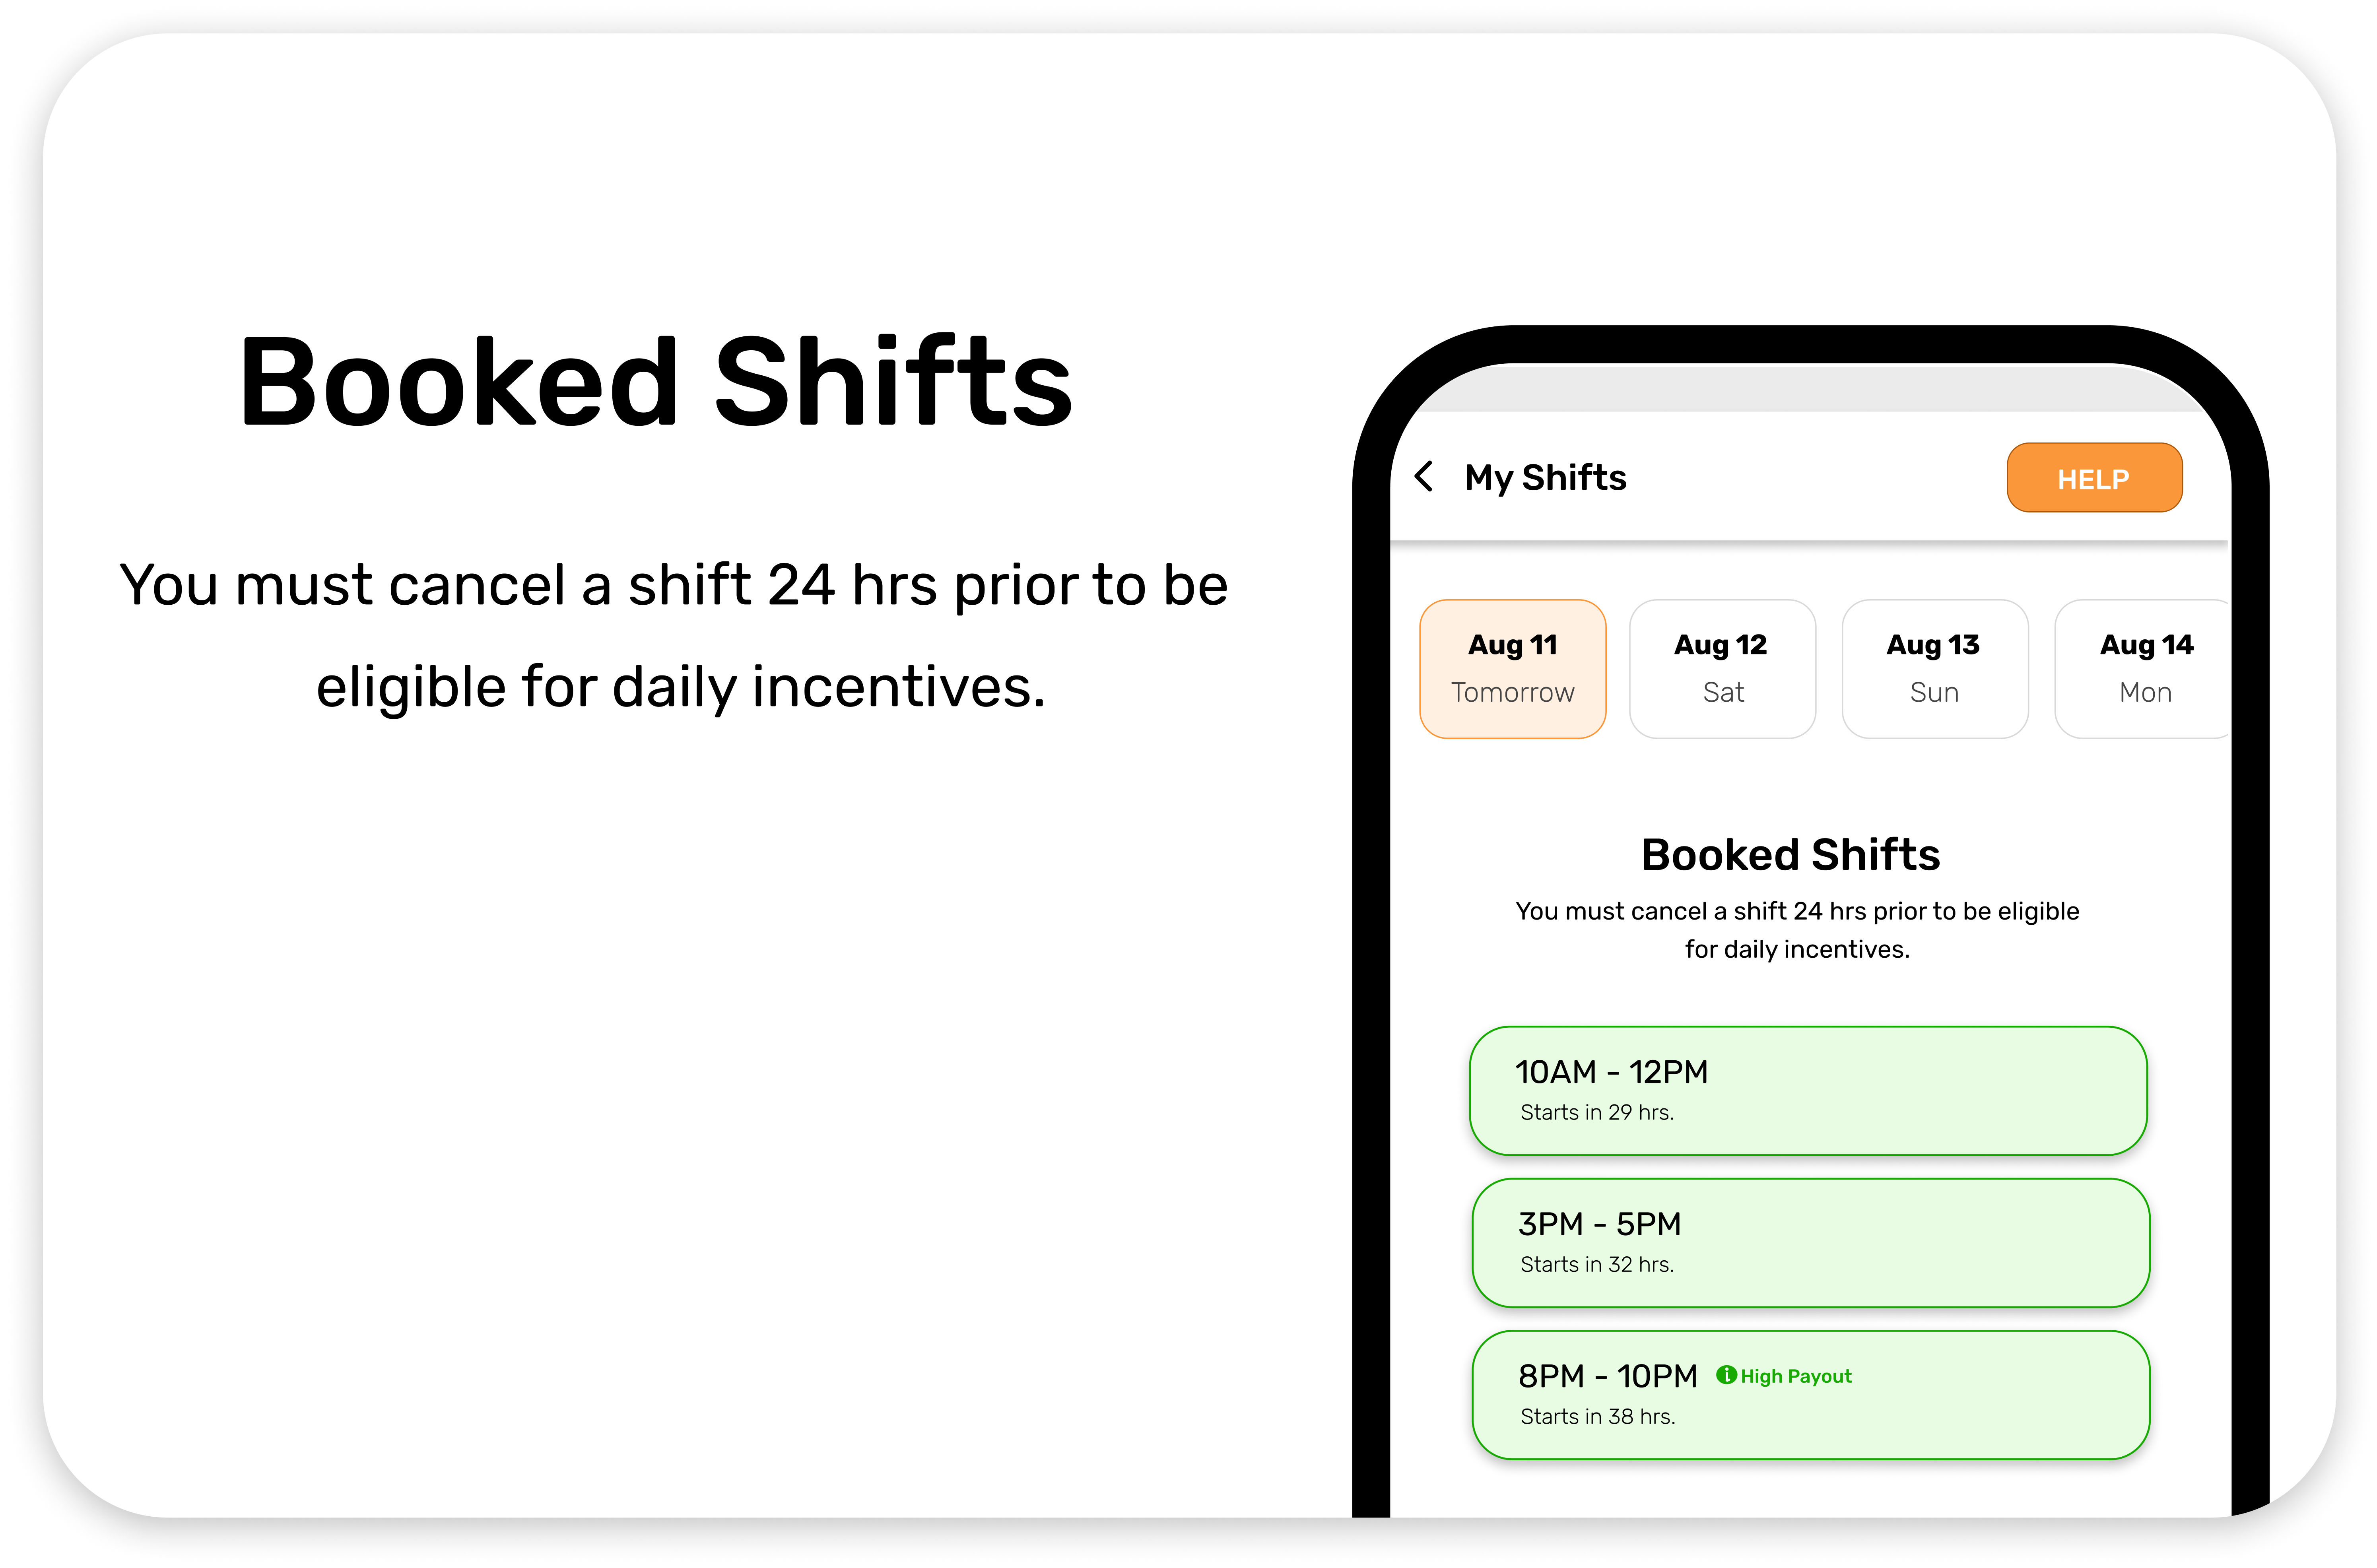 Booked Shifts
You must cancel a shift 24 hrs prior to be
eligible for daily incentives.
My Shifts
HELP
Aug 11
Tomorrow
Aug 12
Sat
Aug 13
Sun
Aug 14
Mon
Booked Shifts
You must cancel a shift 24 hrs prior to be eligible
for daily incentives.
10AM - 12PM
Starts in 29 hrs.
3PM - 5PM
Starts in 32 hrs.
8PM - 10PM High Payout
Starts in 38 hrs.